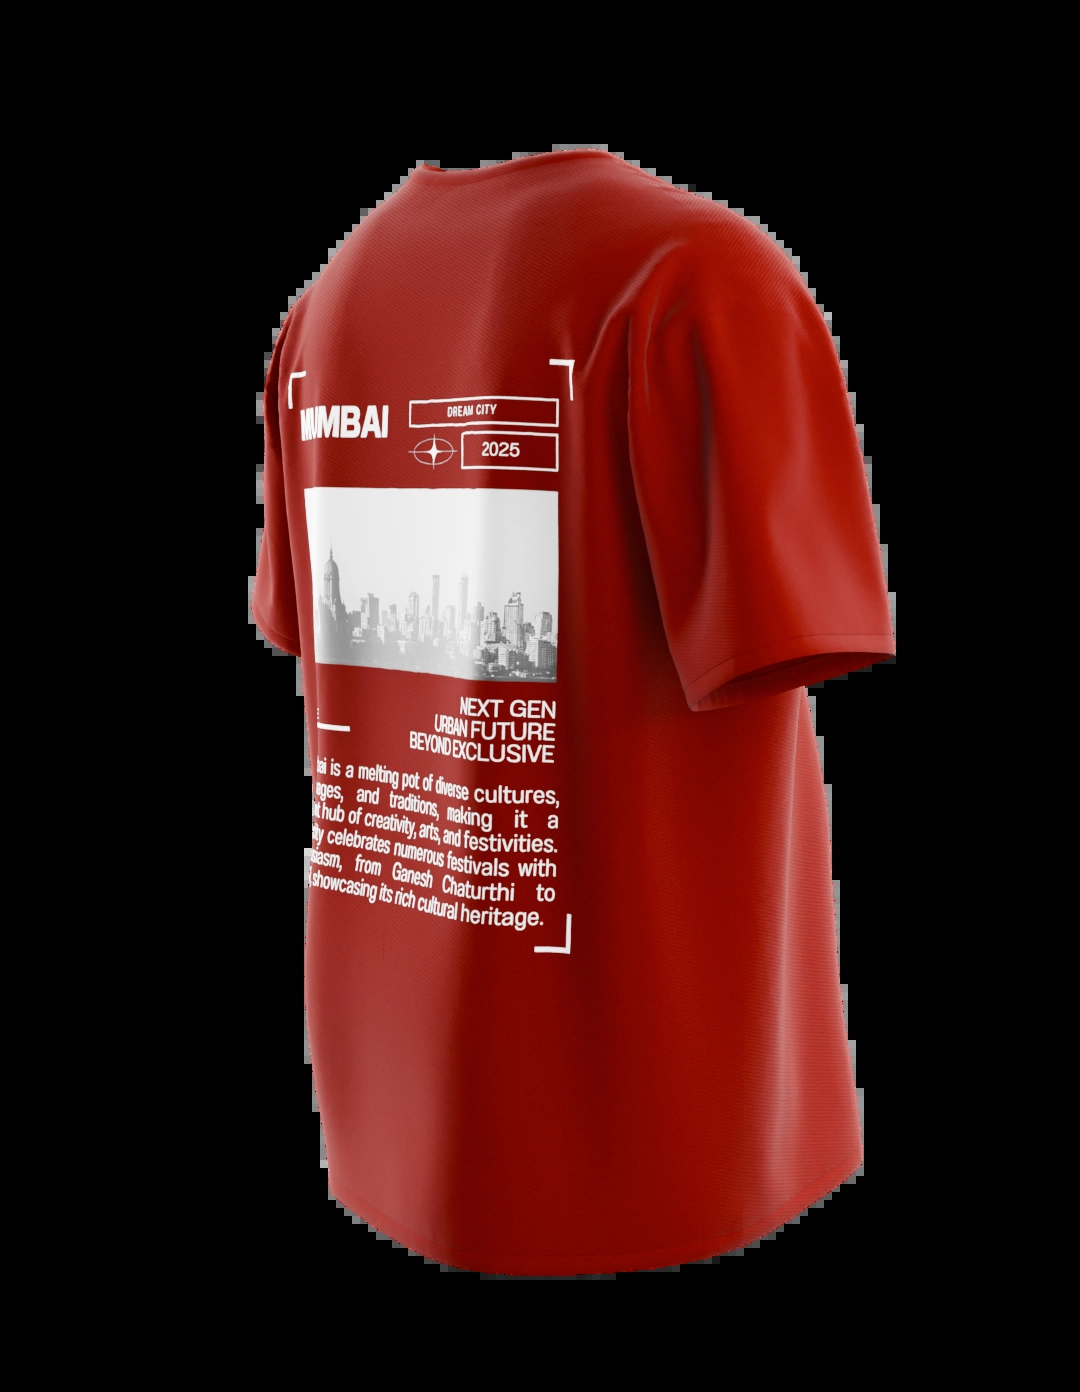 MUMBAI
DREAM CITY
2025
NEXT GEN
URBAN FUTURE
BEYOND EXCLUSIVE
is a melting pot of diverse cultures,
and traditions, making it a
hub of creativity, arts, and festivities.
celebrates numerous festivals with
from Ganesh Chaturthi to
showcasing its rich cultural heritage.